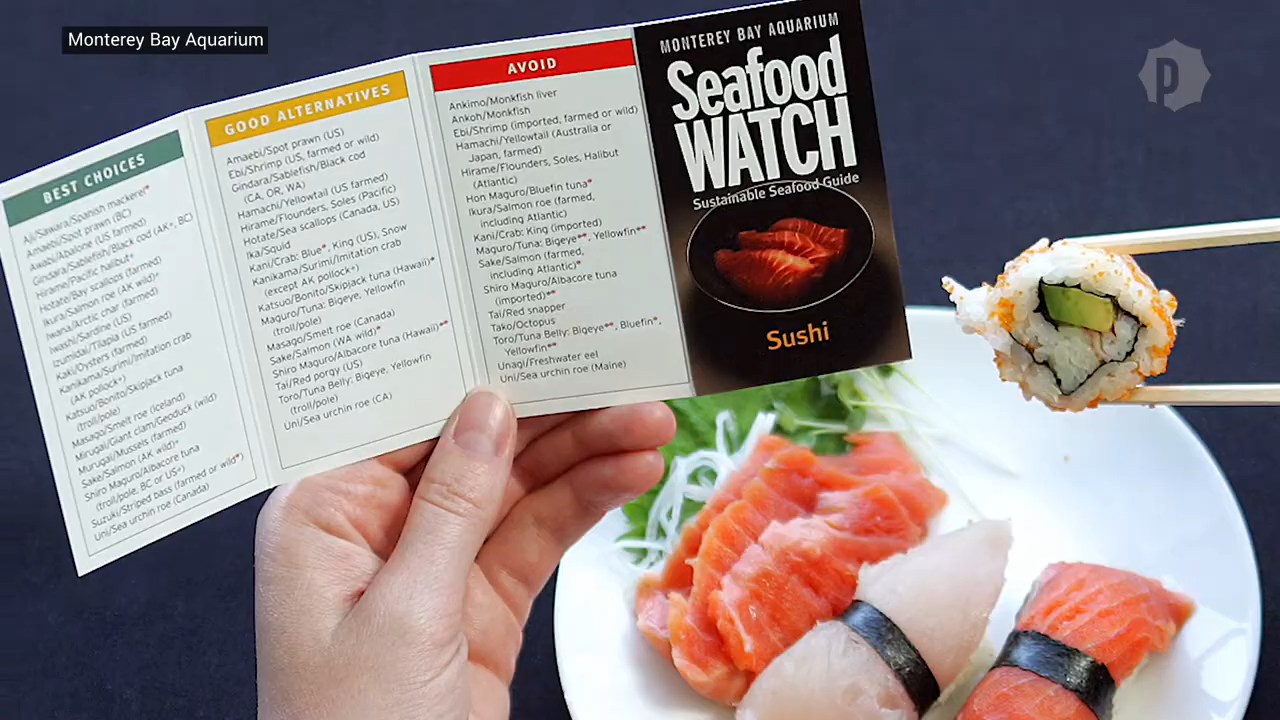 Monterey Bay Aquarium
BEST CHOICES
Aji/Sawara/Spanish mackerel*
Amaebi/Spot prawn (BC)
Awabi/Abalone (US farmed)
Gindara/Sablefish/Black cod (AK+, BC)
Hirame/Pacific halibut+
Hotate/Bay scallops (farmed)
Ikura/Salmon roe (AK wild)+
Iwana/Arctic char (farmed)
Iwashi/Sardine (US)
Izumidai/Tilapia (US farmed)
Kaki/Oysters (farmed)
Kanikama/Surimi/Imitation crab
(AK pollock+)
Katsuo/Bonito/Skipjack tuna
(troll/pole)
Masago/Smelt roe (Iceland)
Mirugai/Giant clam/Geoduck (wild)
Murugai/Mussels (farmed)
Sake/Salmon (AK wild)+
Shiro Maguro/Albacore tuna
(troll/pole, BC or US+)
Suzuki/Striped bass (farmed or wild*)
Uni/Sea urchin roe (Canada)
GOOD ALTERNATIVES
Amaebi/Spot prawn (US)
Ebi/Shrimp (US, farmed or wild)
Gindara/Sablefish/Black cod
(CA, OR, WA)
Hamachi/Yellowtail (US farmed)
Hirame/Flounders, Soles (Pacific)
Hotate/Sea scallops (Canada, US)
Ika/Squid
Kani/Crab: Blue*, King (US), Snow
Kanikama/Surimi/Imitation crab
(except AK pollock+)
Katsuo/Bonito/Skipjack tuna (Hawaii)*
Maguro/Tuna: Bigeye, Yellowfin
(troll/pole)
Masago/Smelt roe (Canada)
Sake/Salmon (WA wild)*
Shiro Maguro/Albacore tuna (Hawaii)**
Tai/Red porgy (US)
Toro/Tuna Belly: Bigeye, Yellowfin
(troll/pole)
Uni/Sea urchin roe (CA)
AVOID
Ankimo/Monkfish liver
Ankoh/Monkfish
Ebi/Shrimp (imported, farmed or wild)
Hamachi/Yellowtail (Australia or
Japan, farmed)
Hirame/Flounders, Soles, Halibut
(Atlantic)
Hon Maguro/Bluefin tuna*
Ikura/Salmon roe (farmed,
including Atlantic)
Kani/Crab: King (imported)
Maguro/Tuna: Bigeye**, Yellowfin**
Sake/Salmon (farmed,
including Atlantic)*
Shiro Maguro/Albacore tuna
(imported)**
Tai/Red snapper
Tako/Octopus
Toro/Tuna Belly: Bigeye**, Bluefin*,
Yellowfin**
Unagi/Freshwater eel
Uni/Sea urchin roe (Maine)
MONTEREY BAY AQUARIUM
Seafood
WATCH
Sustainable Seafood Guide
Sushi
p